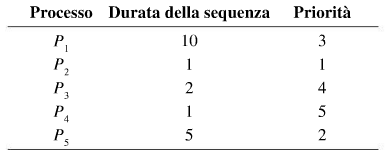 Processo Durata della sequenza Priorità
P1 10 3
P2 1 1
P3 2 4
P4 1 5
P5 5 2